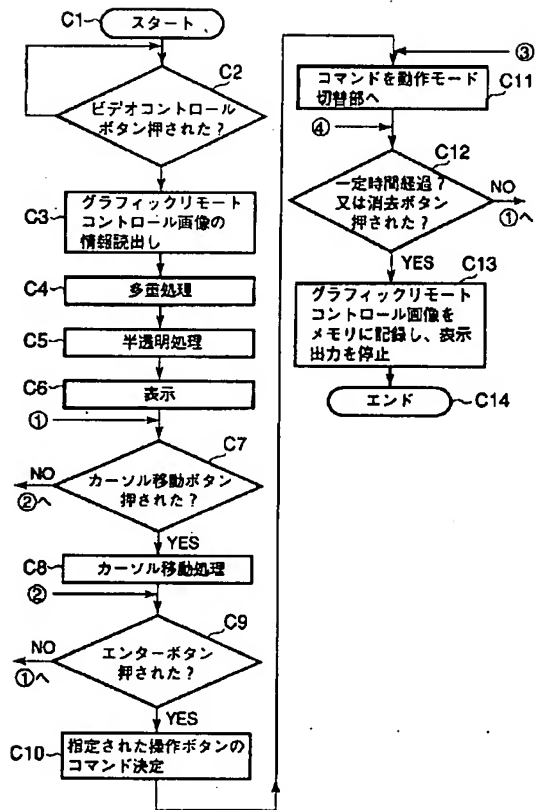 C1
スタート
C2
ビデオコントロール
ボタン押された?
C3
グラフィックリモート
コントロール画像の
情報読出し
C4
多重処理
C5
半透明処理
C6
表示
①
C7
カーソル移動ボタン
押された?
NO
②へ
YES
C8
カーソル移動処理
②
C9
エンターボタン
押された?
NO
①へ
YES
C10
指定された操作ボタンの
コマンド決定
③
コマンドを動作モード
切替部へ
C11
④
C12
一定時間経過?
又は消去ボタン
押された?
NO
①へ
YES
C13
グラフィックリモート
コントロール画像を
メモリに記録し、表示
出力を停止
エンド
C14